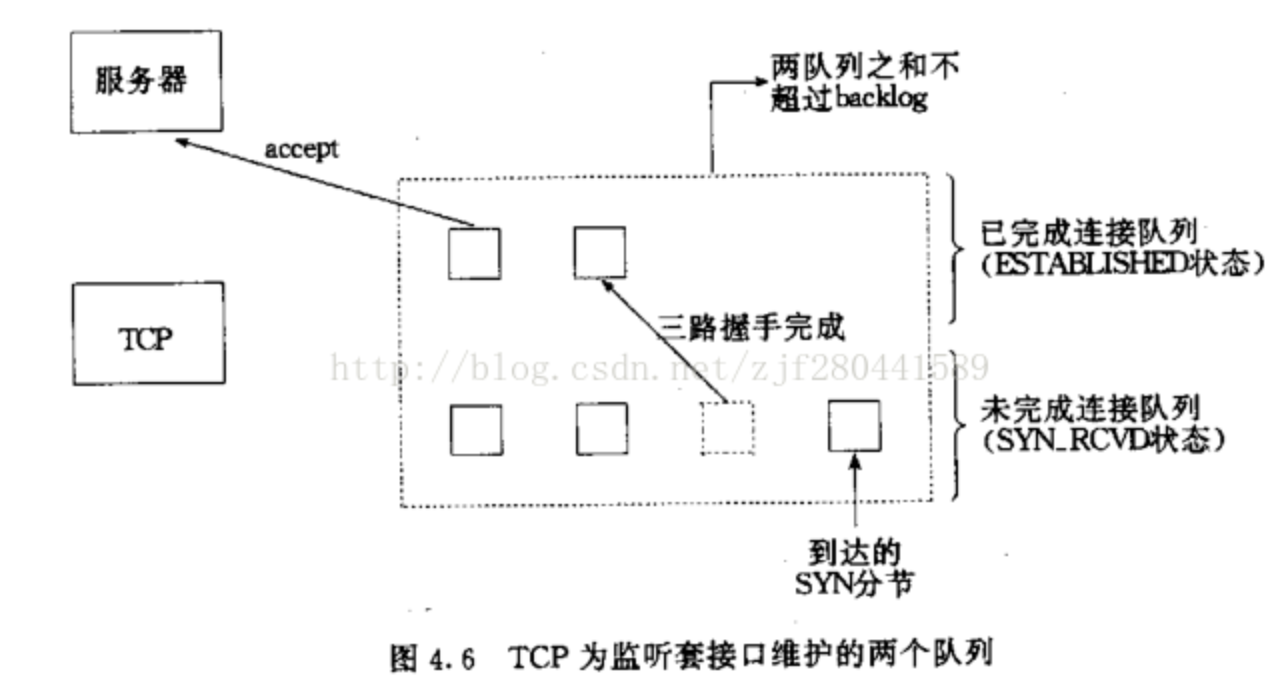 服务器
两队列之和不
超过backlog
accept
已完成连接队列
(ESTABLISHED状态)
TCP
三路握手完成
http://blog.csdn.net/zjf280441589
未完成连接队列
(SYN_RCVD状态)
到达的
SYN分节
图 4.6 TCP 为监听套接口维护的两个队列